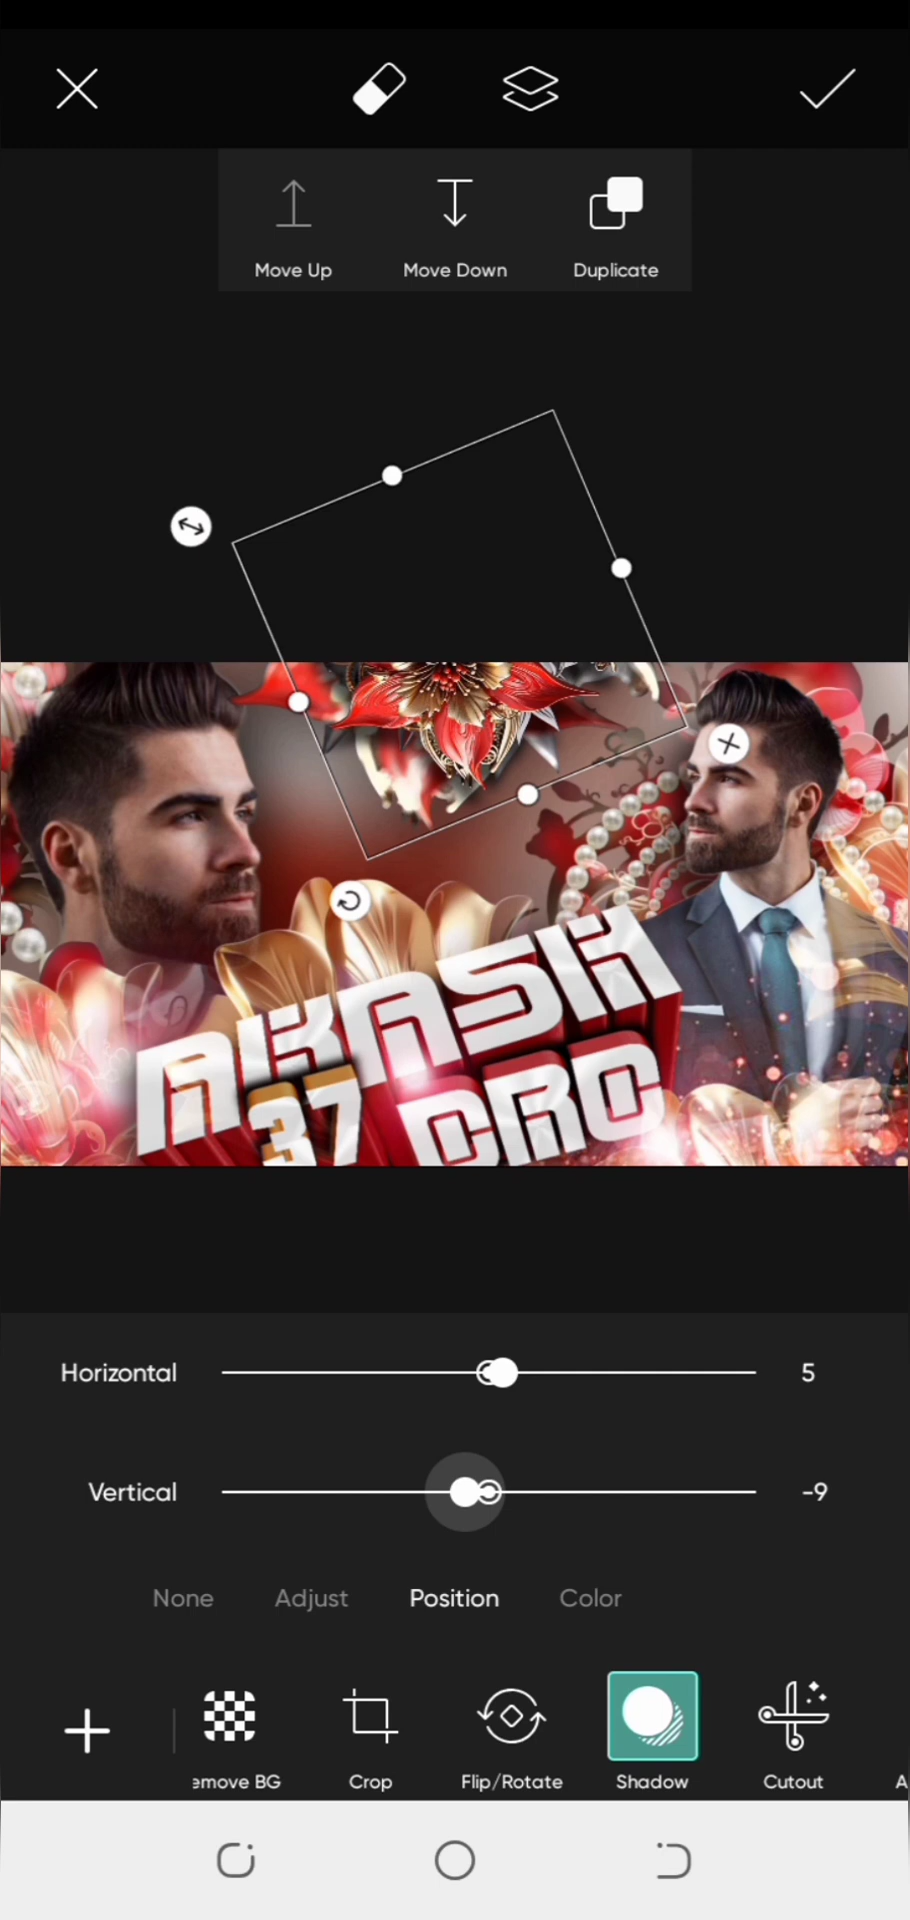 Move Up Move Down Duplicate
AKASH
37 PRO
Horizontal 5
Vertical -9
None Adjust Position Color
emove BG Crop Flip/Rotate Shadow Cutout A